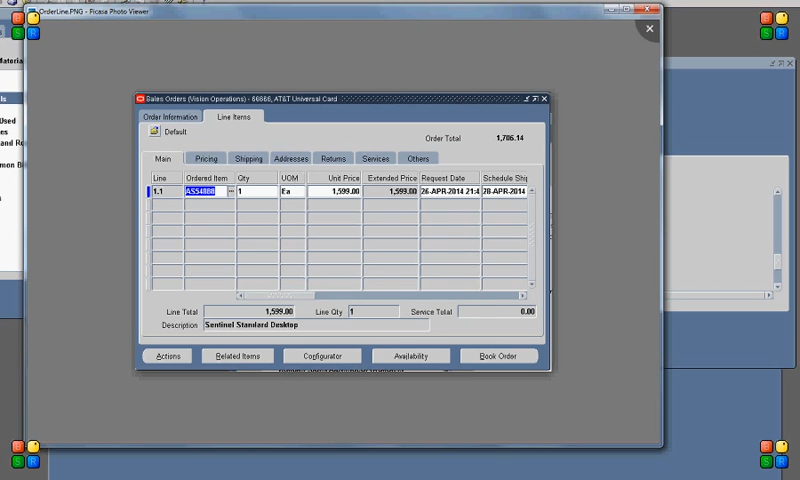 OrderLine.PNG - Picasa Photo Viewer
Materia
ls
Used
es
and Re
mon Bi
Sales Orders (Vision Operations) - 66666, AT&T Universal Card
Order Information Line Items
Default
Order Total 1,706.14
Main Pricing Shipping Addresses Returns Services Others
Line Ordered Item Qty UOM Unit Price Extended Price Request Date Schedule Ship
1.1 AS54888 ... 1 Ea 1,599.00 1,599.00 26-APR-2014 21:4 28-APR-2014
Line Total 1,599.00 Line Qty 1 Service Total 0.00
Description Sentinel Standard Desktop
Actions Related Items Configurator Availability Book Order
B
S R
B
S R
B
S R
B
S R